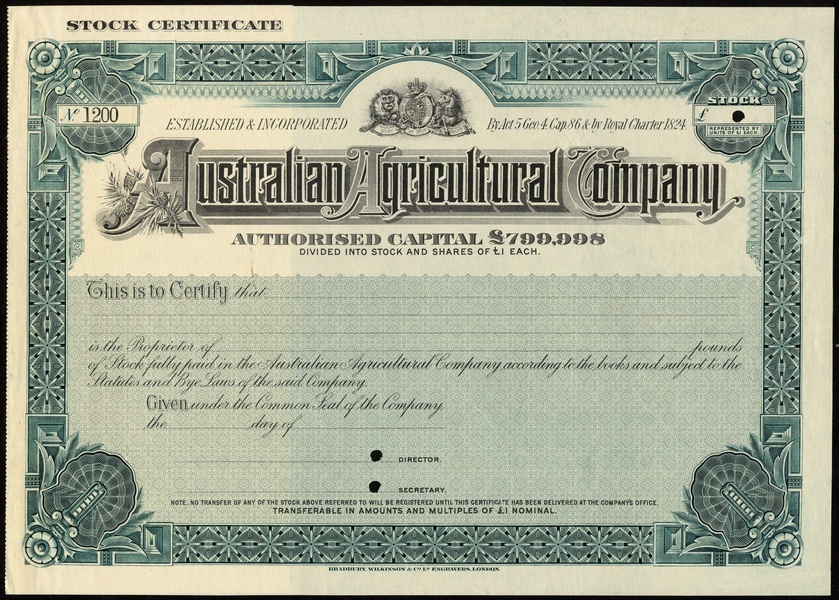 STOCK CERTIFICATE
No 1200
STOCK
£
REPRESENTED BY
UNITS OF £1 EACH.
ESTABLISHED & INCORPORATED
By Act 5 Geo 4. Cap 86 & by Royal Charter 1824
Australian Agricultural Company
AUTHORISED CAPITAL £799,998
DIVIDED INTO STOCK AND SHARES OF £1 EACH.
This is to Certify that
is the Proprietor of pounds
of Stock fully paid in the Australian Agricultural Company according to the books and subject to the
Statutes and Bye Laws of the said Company.
Given under the Common Seal of the Company
the day of
DIRECTOR.
SECRETARY.
NOTE. NO TRANSFER OF ANY OF THE STOCK ABOVE REFERRED TO WILL BE REGISTERED UNTIL THIS CERTIFICATE HAS BEEN DELIVERED AT THE COMPANY'S OFFICE.
TRANSFERABLE IN AMOUNTS AND MULTIPLES OF £1 NOMINAL.
BRADBURY, WILKINSON & Co Ld ENGRAVERS, LONDON.